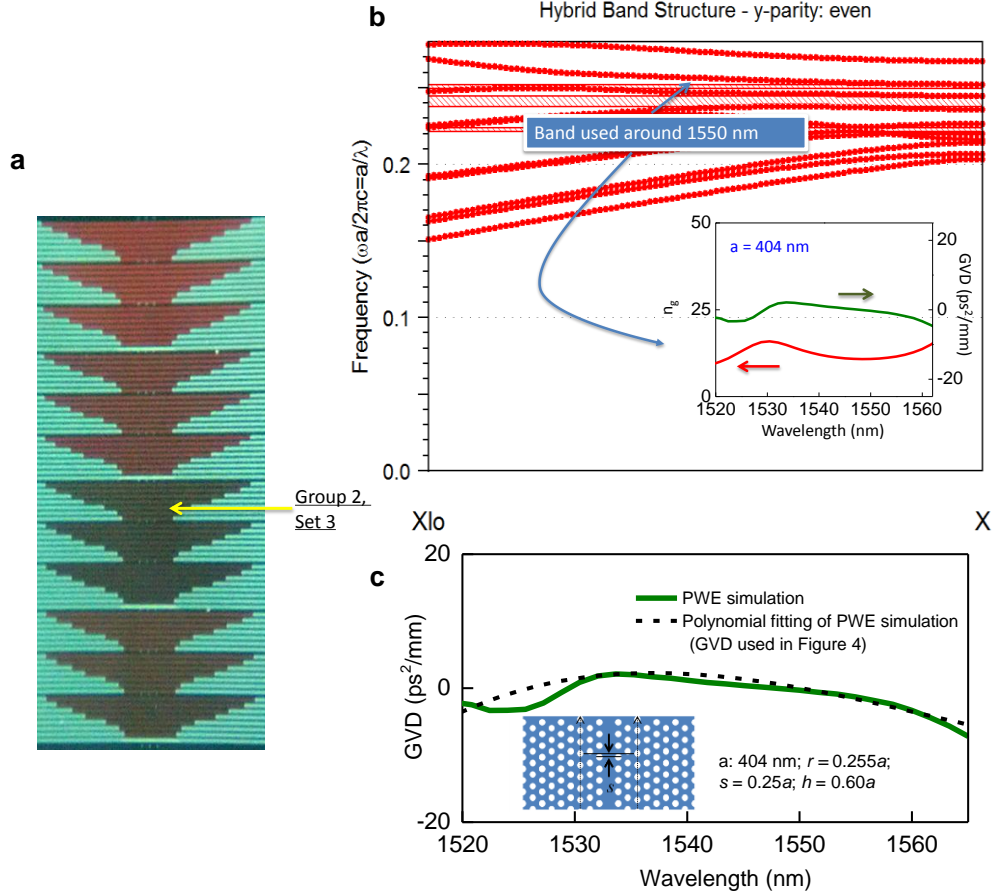 a
Group 2,
Set 3
b
Hybrid Band Structure - y-parity: even
Frequency (ωa/2πc=a/λ)
0.2
0.1
0.0
Band used around 1550 nm
Xlo
X
a = 404 nm
50
25
0
n_g
20
0
-20
GVD (ps²/mm)
1520 1530 1540 1550 1560
Wavelength (nm)
c
20
0
-20
GVD (ps²/mm)
PWE simulation
Polynomial fitting of PWE simulation
(GVD used in Figure 4)
s
a: 404 nm; r = 0.255a;
s = 0.25a; h = 0.60a
1520 1530 1540 1550 1560
Wavelength (nm)